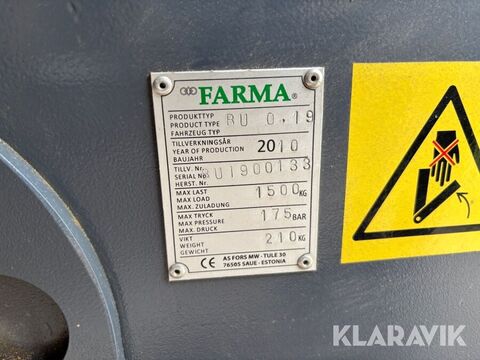 FARMA®
PRODUKTTYP
PRODUCT TYPE RU 0.19
FAHRZEUG TYP
TILLVERKNINGSÅR
YEAR OF PRODUCTION 2010
BAUJAHR
TILLV. Nr.
SERIAL No RU1900133
HERST. Nr.
MAX LAST
MAX LOAD 1500 KG
MAX. ZULADUNG
MAX TRYCK
MAX PRESSURE 175 BAR
MAX. DRUCK
VIKT
WEIGHT 210 KG
GEWICHT
CE AS FORS MW - TULE 30
76505 SAUE - ESTONIA
KLARAVIK